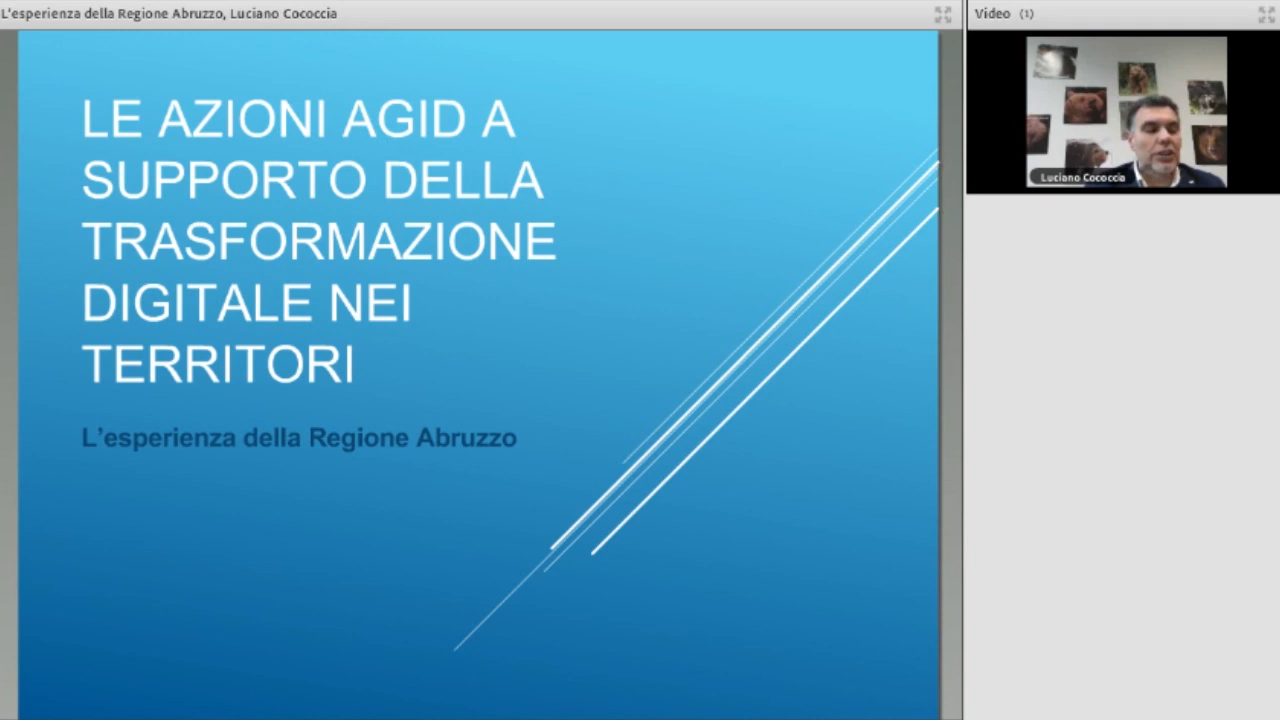 L'esperienza della Regione Abruzzo, Luciano Cococcia
Video (1)
LE AZIONI AGID A
SUPPORTO DELLA
TRASFORMAZIONE
DIGITALE NEI
TERRITORI
L'esperienza della Regione Abruzzo
Luciano Cococcia